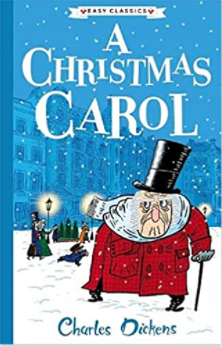 EASY CLASSICS
A
CHRISTMAS
CAROL
Charles Dickens